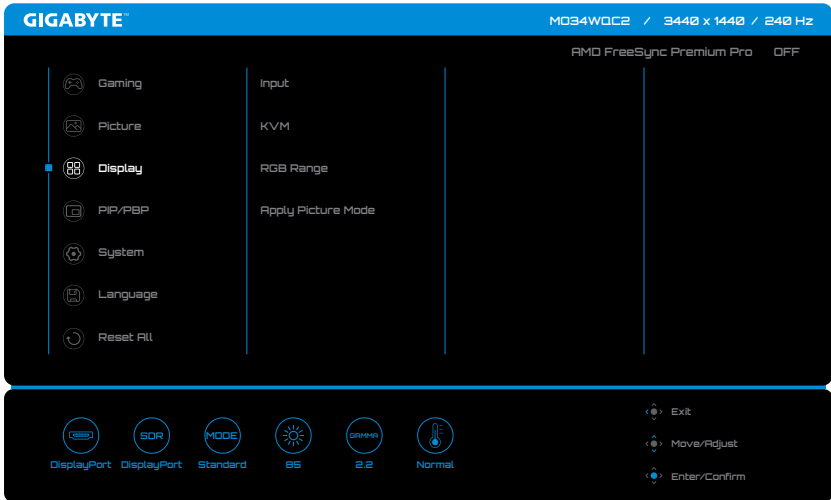 GIGABYTE™
MO34WQC2 / 3440 x 1440 / 240 Hz
AMD FreeSync Premium Pro OFF
Gaming
Picture
Display
PIP/PBP
System
Language
Reset All
Input
KVM
RGB Range
Apply Picture Mode
SDR
MODE
GAMMA
DisplayPort
DisplayPort
Standard
85
2.2
Normal
Exit
Move/Adjust
Enter/Confirm